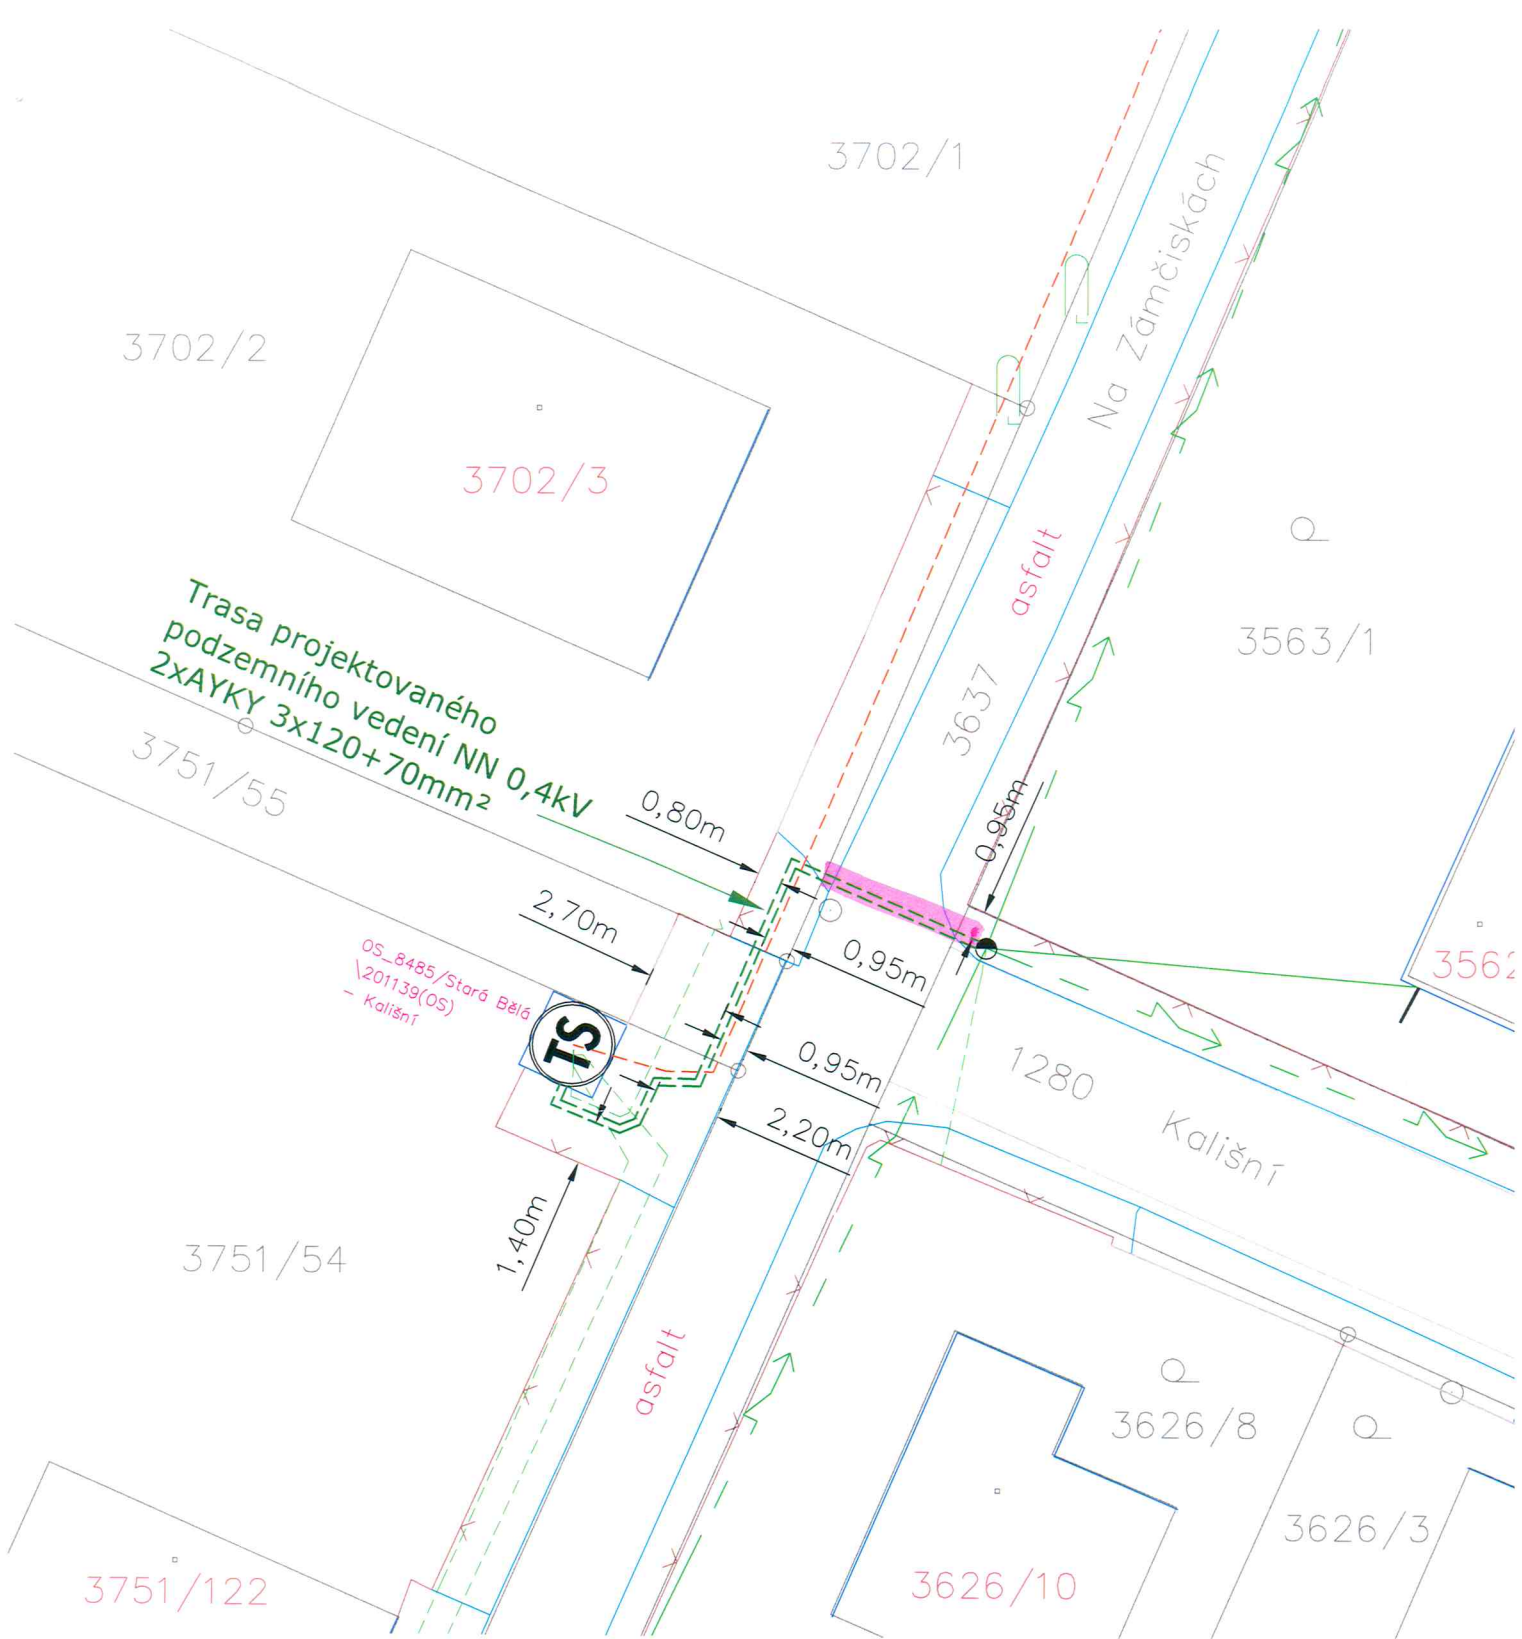 3702/1
Na Zámčiskách
3702/2
3702/3
asfalt
3563/1
Trasa projektovaného
podzemního vedení NN 0,4kV
2xAYKY 3x120+70mm²
3637
3751/55
0,80m
0,95m
2,70m
OS_8485/Stará Bělá
\201139(OS)
- Kališní
0,95m
3562
TS
0,95m
1280
Kališní
2,20m
1,40m
3751/54
asfalt
3626/8
3626/3
3751/122
3626/10